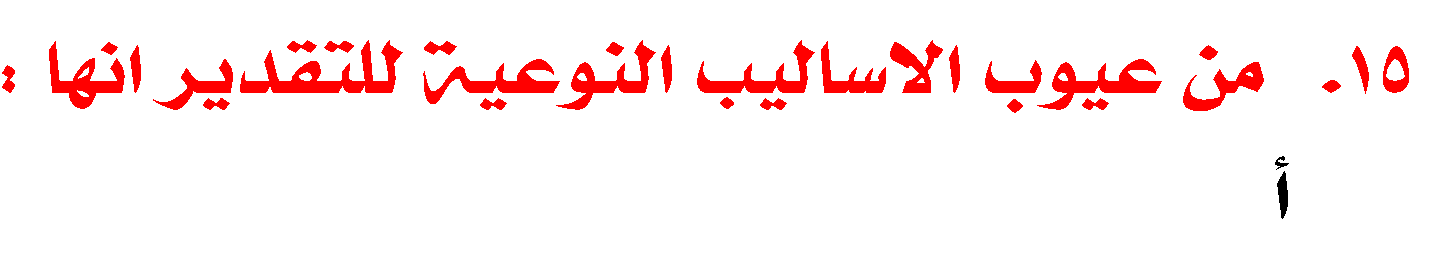 ١٥. من عيوب الاساليب النوعية للتقدير انها :
أ